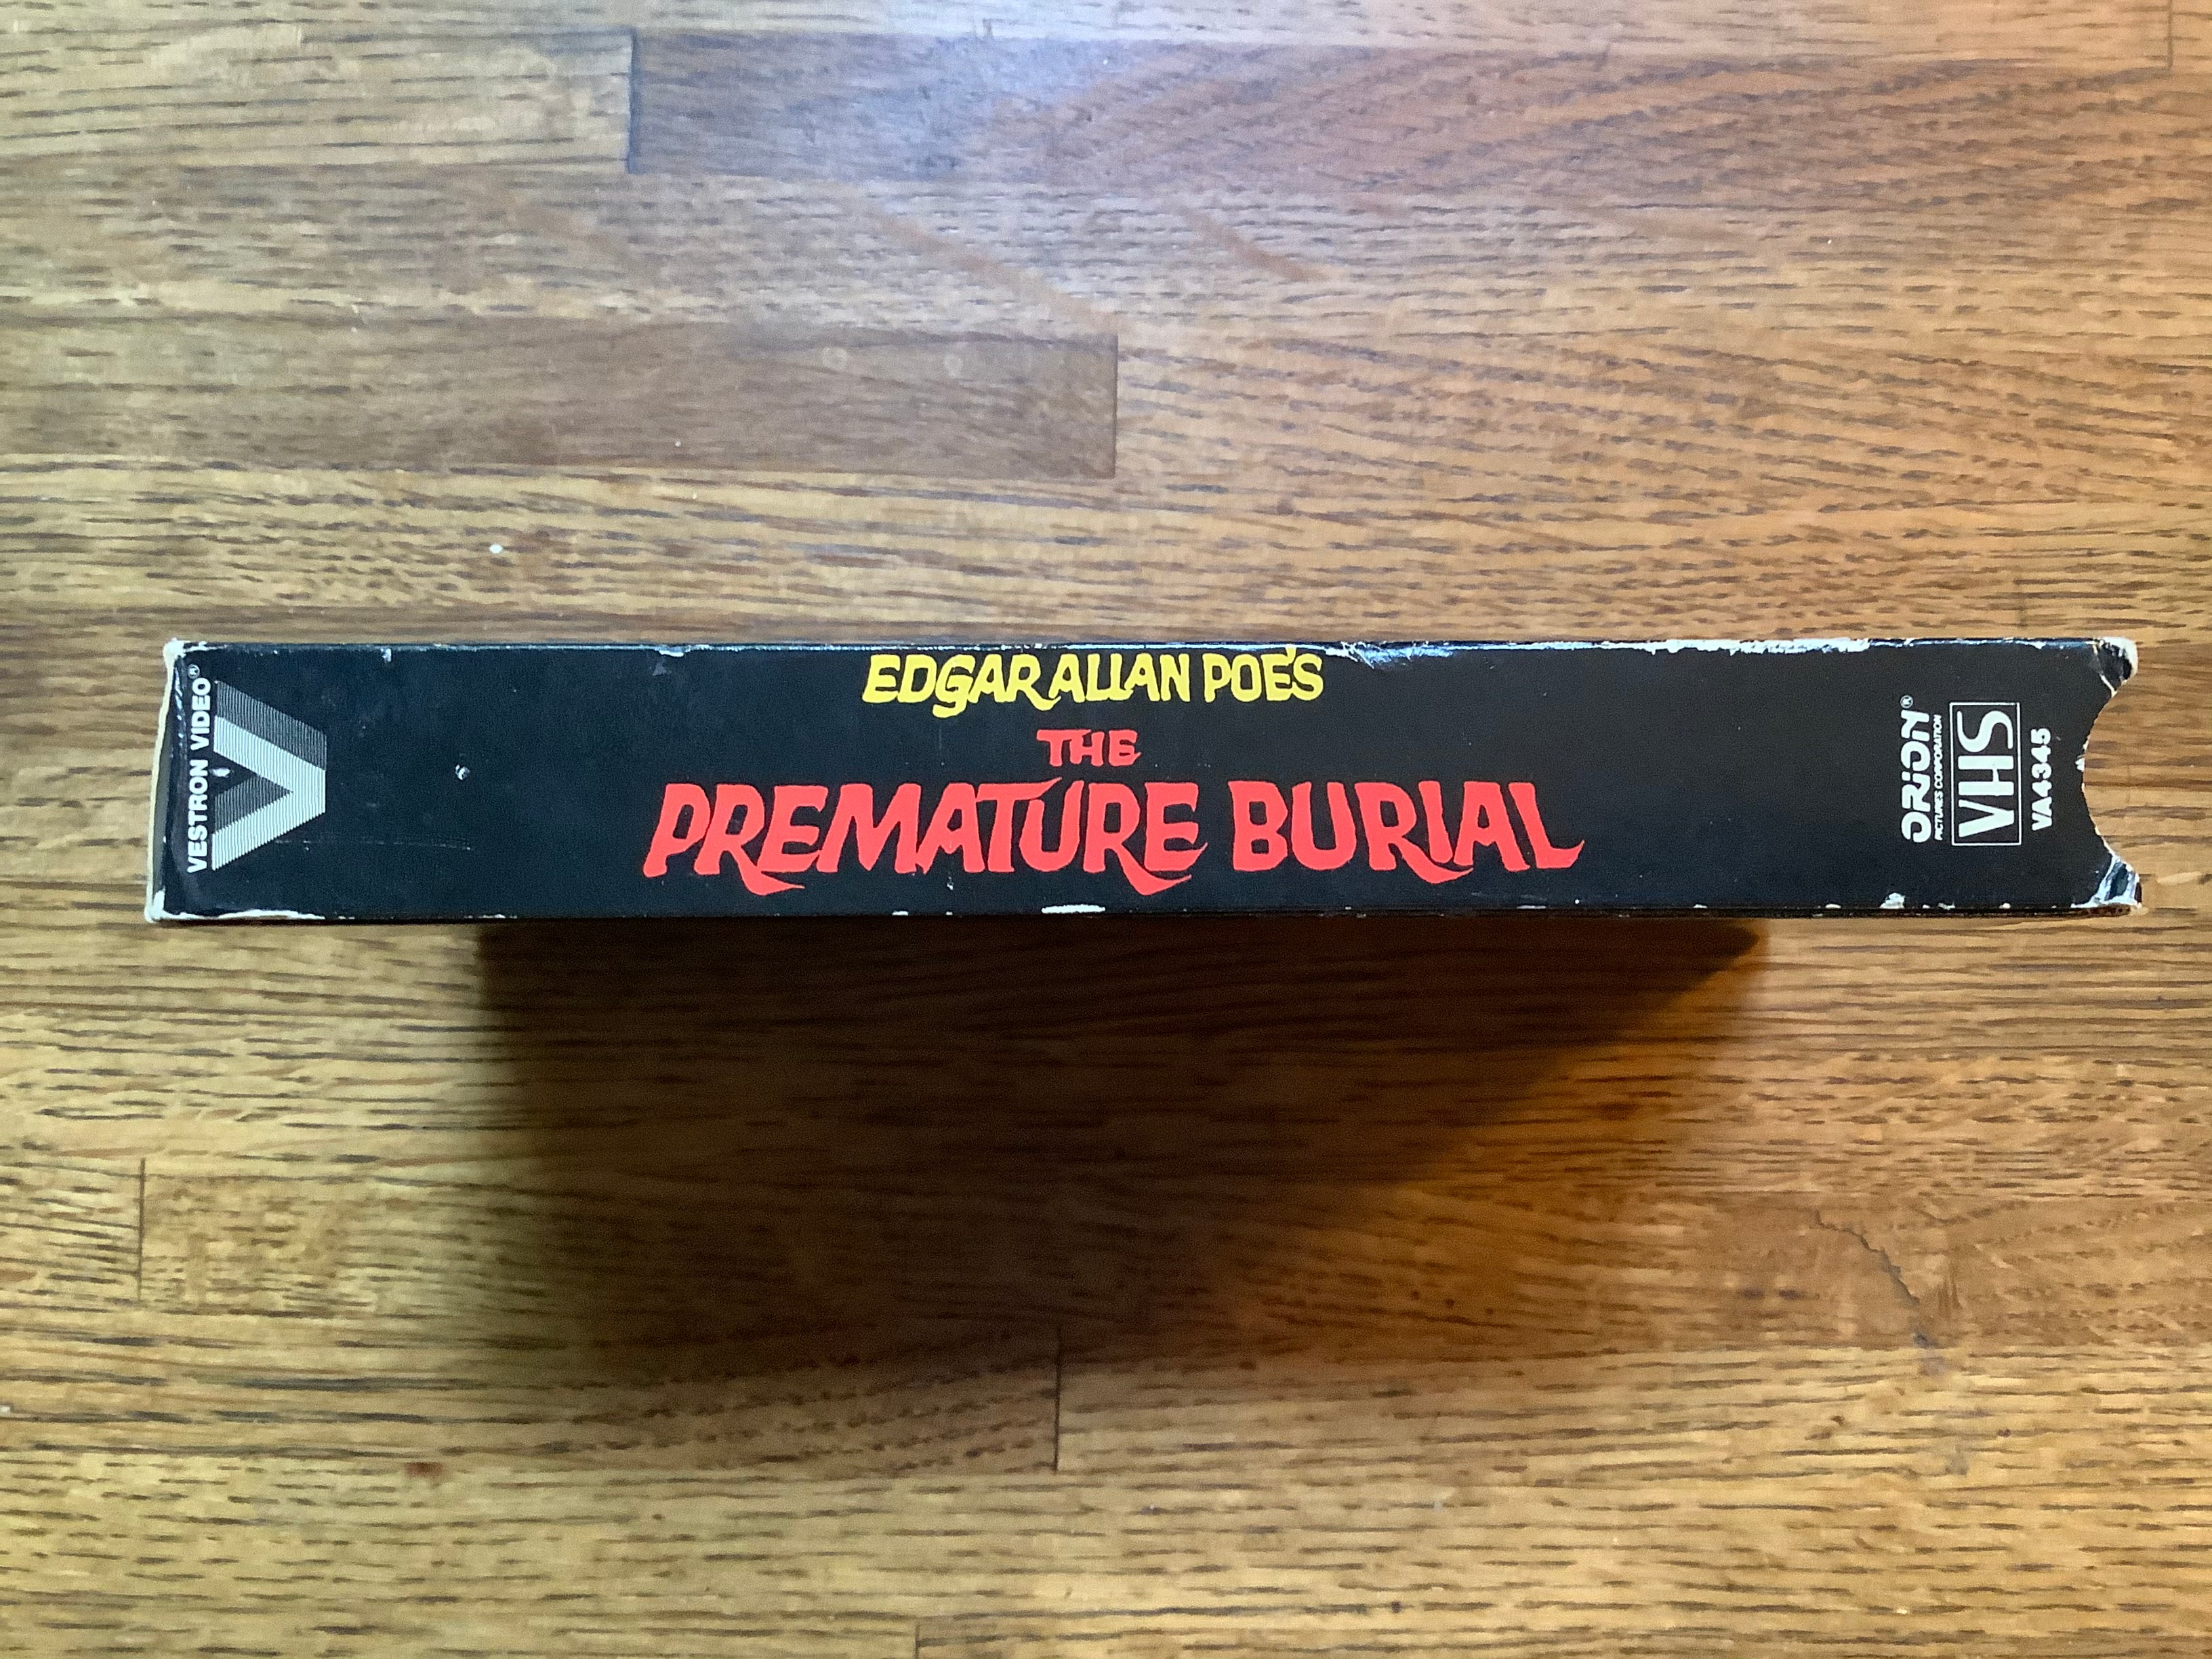 VESTRON VIDEO®
EDGAR ALLAN POE'S
THE
PREMATURE BURIAL
ORION®
PICTURES CORPORATION
VHS
VA4345